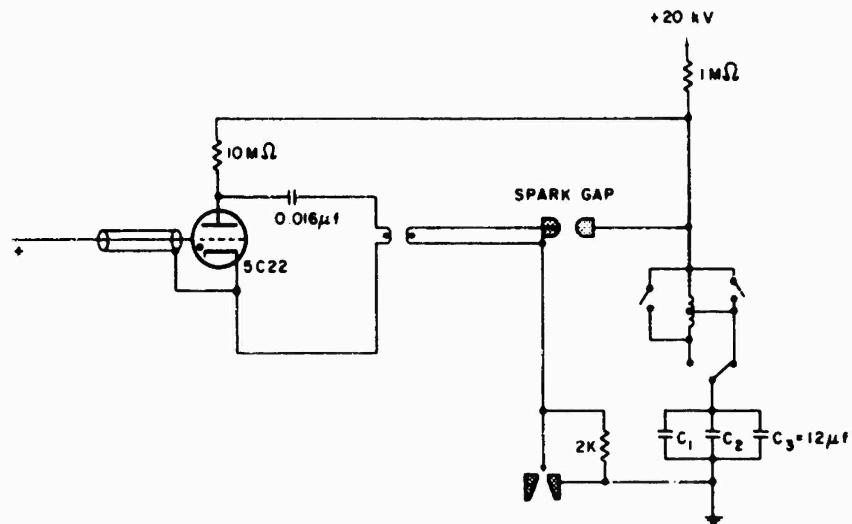 +20 kV
1MΩ
10MΩ
SPARK GAP
0.016μf
+
5C22
2K
C1
C2
C3=12μf